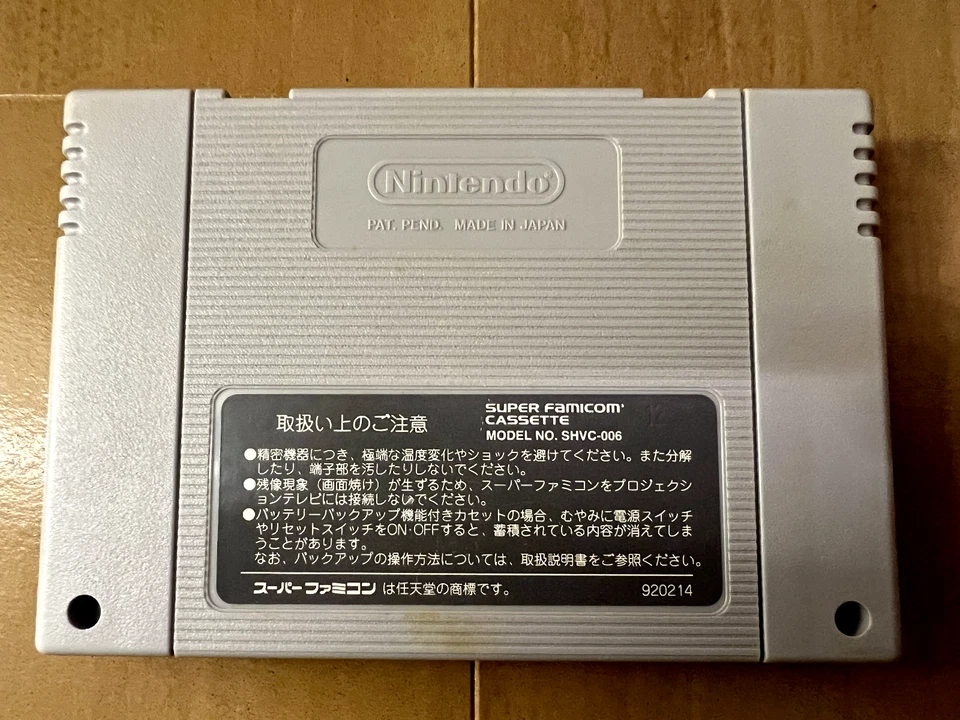 Nintendo®
PAT. PEND. MADE IN JAPAN
取扱い上のご注意
SUPER FAMICOM
CASSETTE
MODEL NO. SHVC-006
12
●精密機器につき、極端な温度変化やショックを避けてください。また分解
したり、端子部を汚したりしないでください。
●残像現象（画面焼け）が生ずるため、スーパーファミコンをプロジェクシ
ョンテレビには接続しないでください。
●バッテリーバックアップ機能付きカセットの場合、むやみに電源スイッチ
やリセットスイッチをON・OFFすると、蓄積されている内容が消えてしま
うことがあります。
なお、バックアップの操作方法については、取扱説明書をご参照ください。
スーパーファミコン は任天堂の商標です。
920214